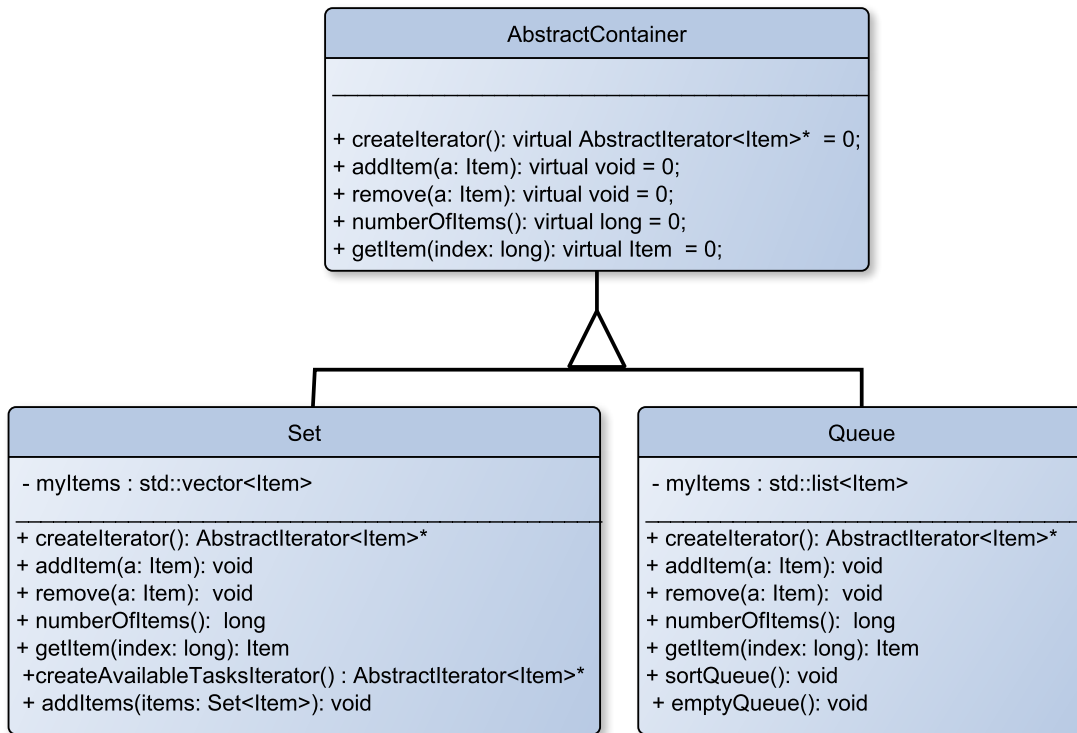 AbstractContainer
+ createIterator(): virtual AbstractIterator<Item>* = 0;
+ addItem(a: Item): virtual void = 0;
+ remove(a: Item): virtual void = 0;
+ numberOfItems(): virtual long = 0;
+ getItem(index: long): virtual Item = 0;
Set
- myItems : std::vector<Item>
+ createIterator(): AbstractIterator<Item>*
+ addItem(a: Item): void
+ remove(a: Item): void
+ numberOfItems(): long
+ getItem(index: long): Item
+createAvailableTasksIterator() : AbstractIterator<Item>*
+ addItems(items: Set<Item>): void
Queue
- myItems : std::list<Item>
+ createIterator(): AbstractIterator<Item>*
+ addItem(a: Item): void
+ remove(a: Item): void
+ numberOfItems(): long
+ getItem(index: long): Item
+ sortQueue(): void
+ emptyQueue(): void